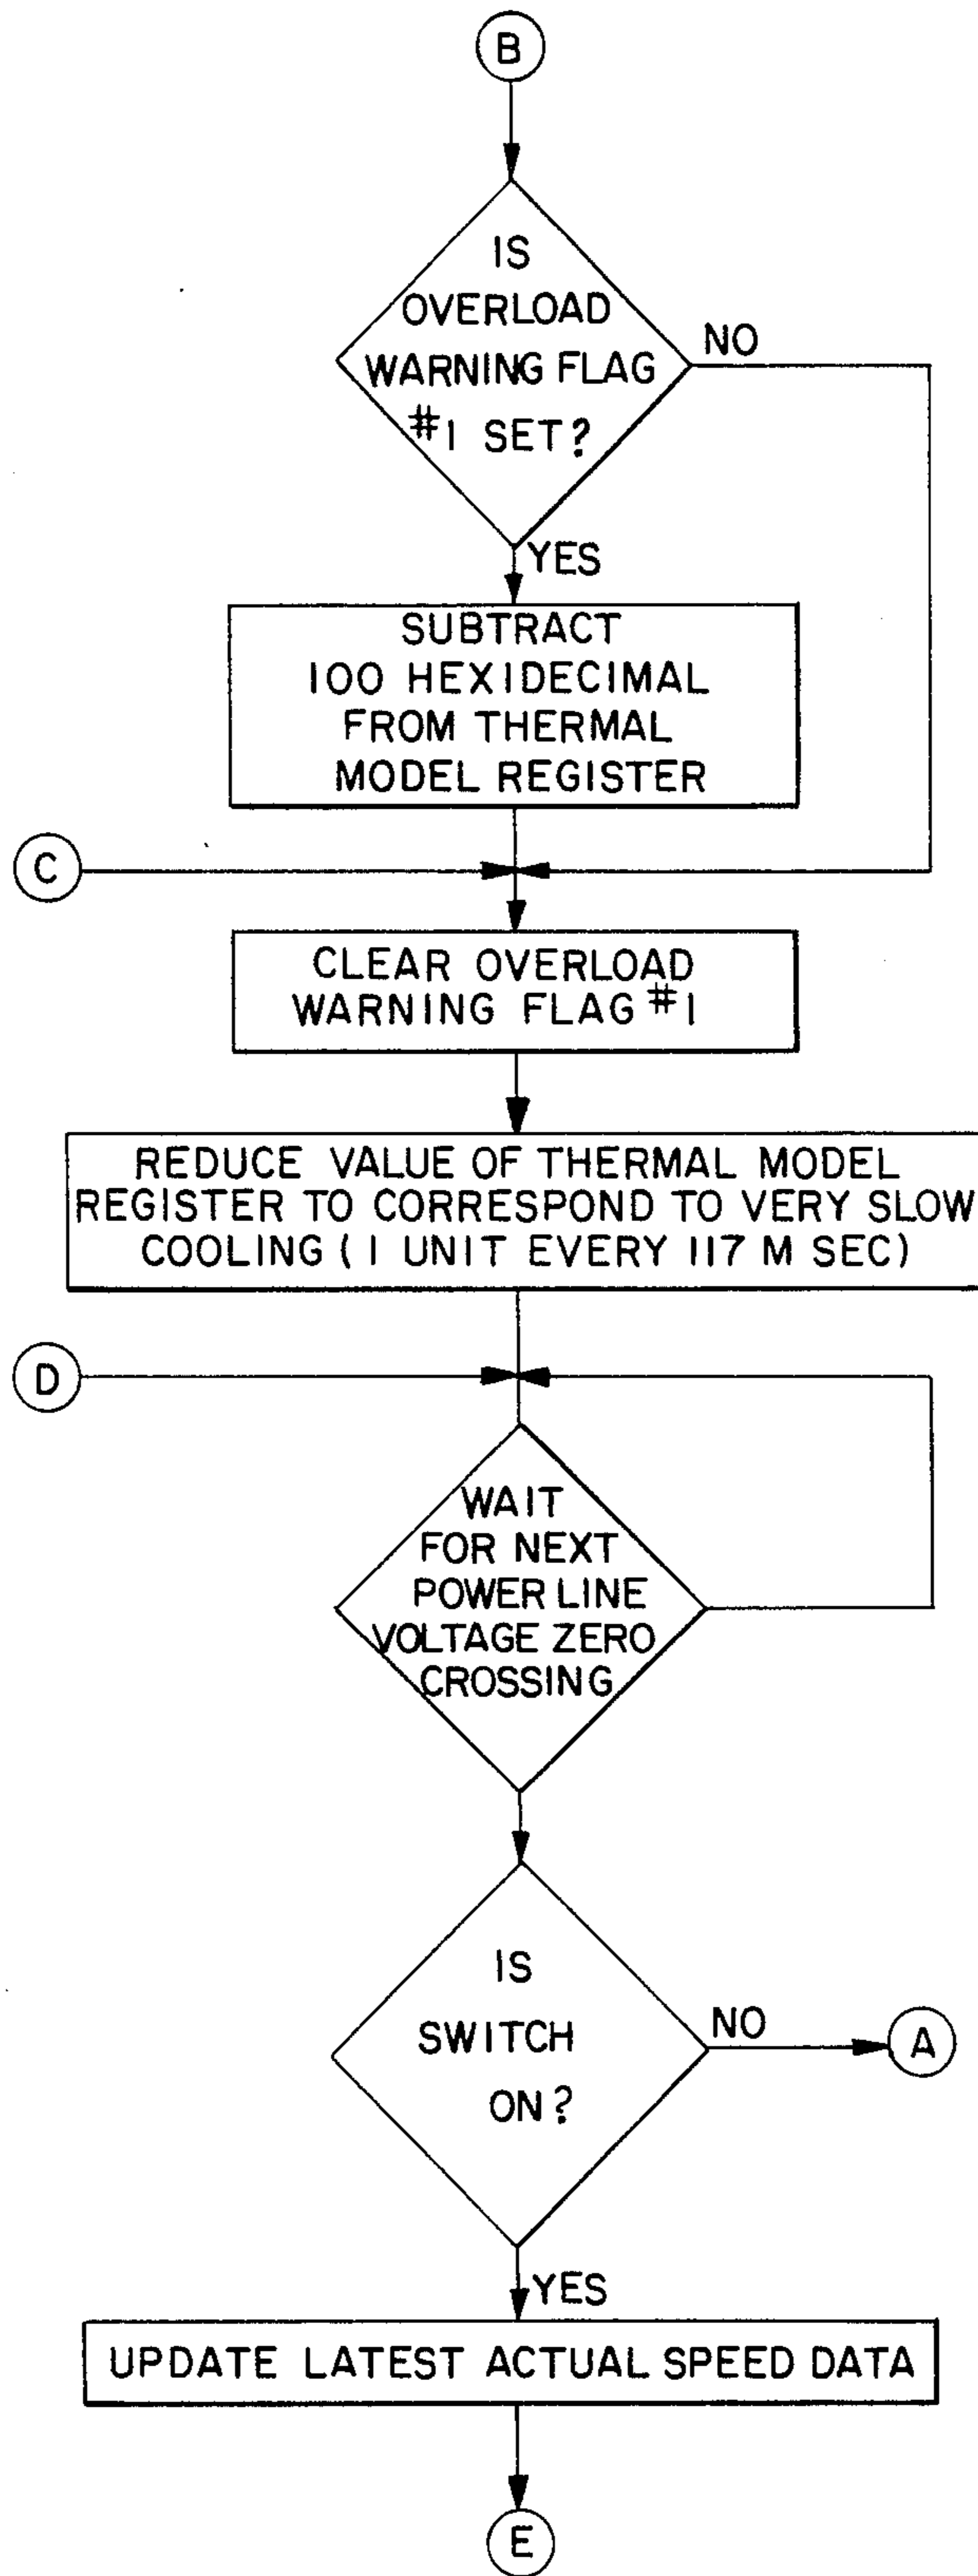 B
IS
OVERLOAD
WARNING FLAG
#1 SET?
NO
YES
SUBTRACT
100 HEXIDECIMAL
FROM THERMAL
MODEL REGISTER
C
CLEAR OVERLOAD
WARNING FLAG #1
REDUCE VALUE OF THERMAL MODEL
REGISTER TO CORRESPOND TO VERY SLOW
COOLING (1 UNIT EVERY 117 M SEC)
D
WAIT
FOR NEXT
POWER LINE
VOLTAGE ZERO
CROSSING
IS
SWITCH
ON?
NO
A
YES
UPDATE LATEST ACTUAL SPEED DATA
E